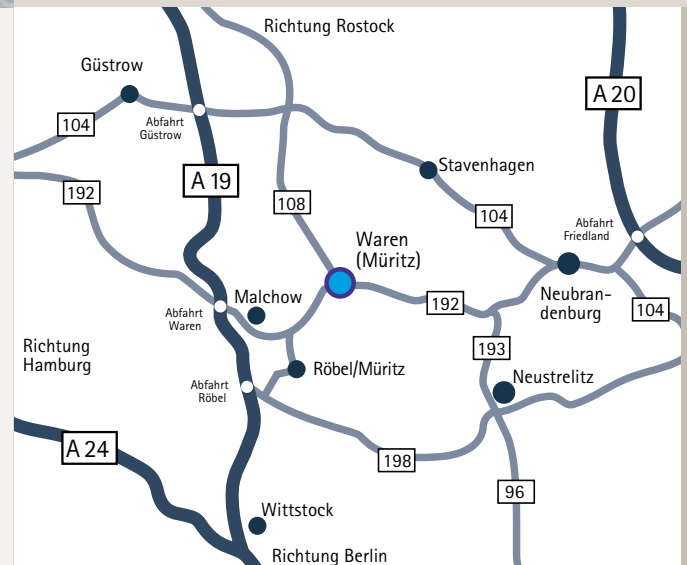 Richtung Rostock
Güstrow
A 20
104
Abfahrt
Güstrow
Stavenhagen
A 19
192
108
104
Abfahrt
Friedland
Waren
(Müritz)
Malchow
192
Neubran-
denburg
104
Abfahrt
Waren
193
Richtung
Hamburg
Röbel/Müritz
Neustrelitz
Abfahrt
Röbel
A 24
198
96
Wittstock
Richtung Berlin